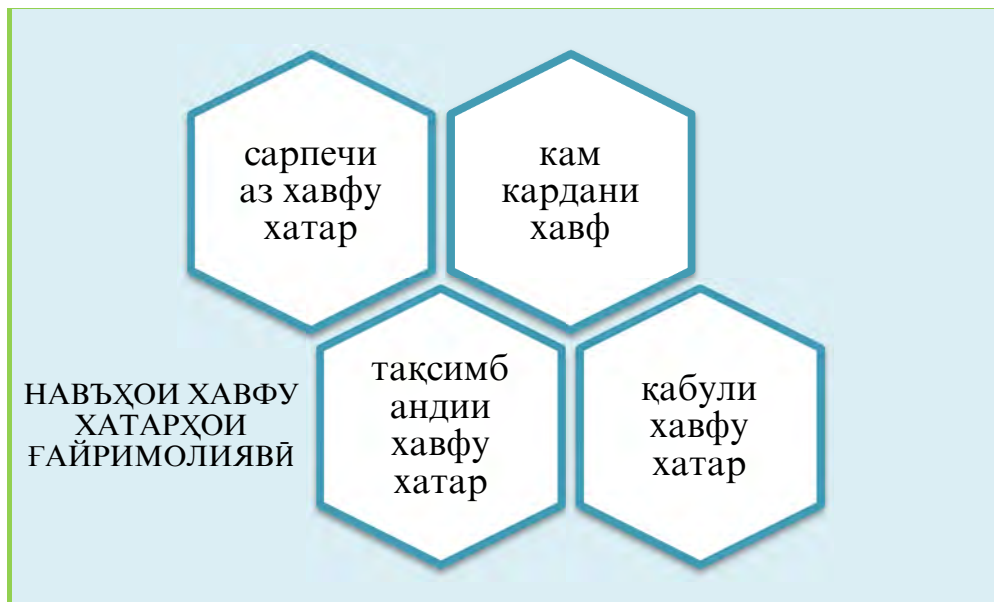 сарпечи
аз хавфу
хатар
кам
кардани
хавф
НАВЪҲОИ ХАВФУ
ХАТАРҲОИ
ҒАЙРИМОЛИЯВӢ
тақсимб
андии
хавфу
хатар
қабули
хавфу
хатар